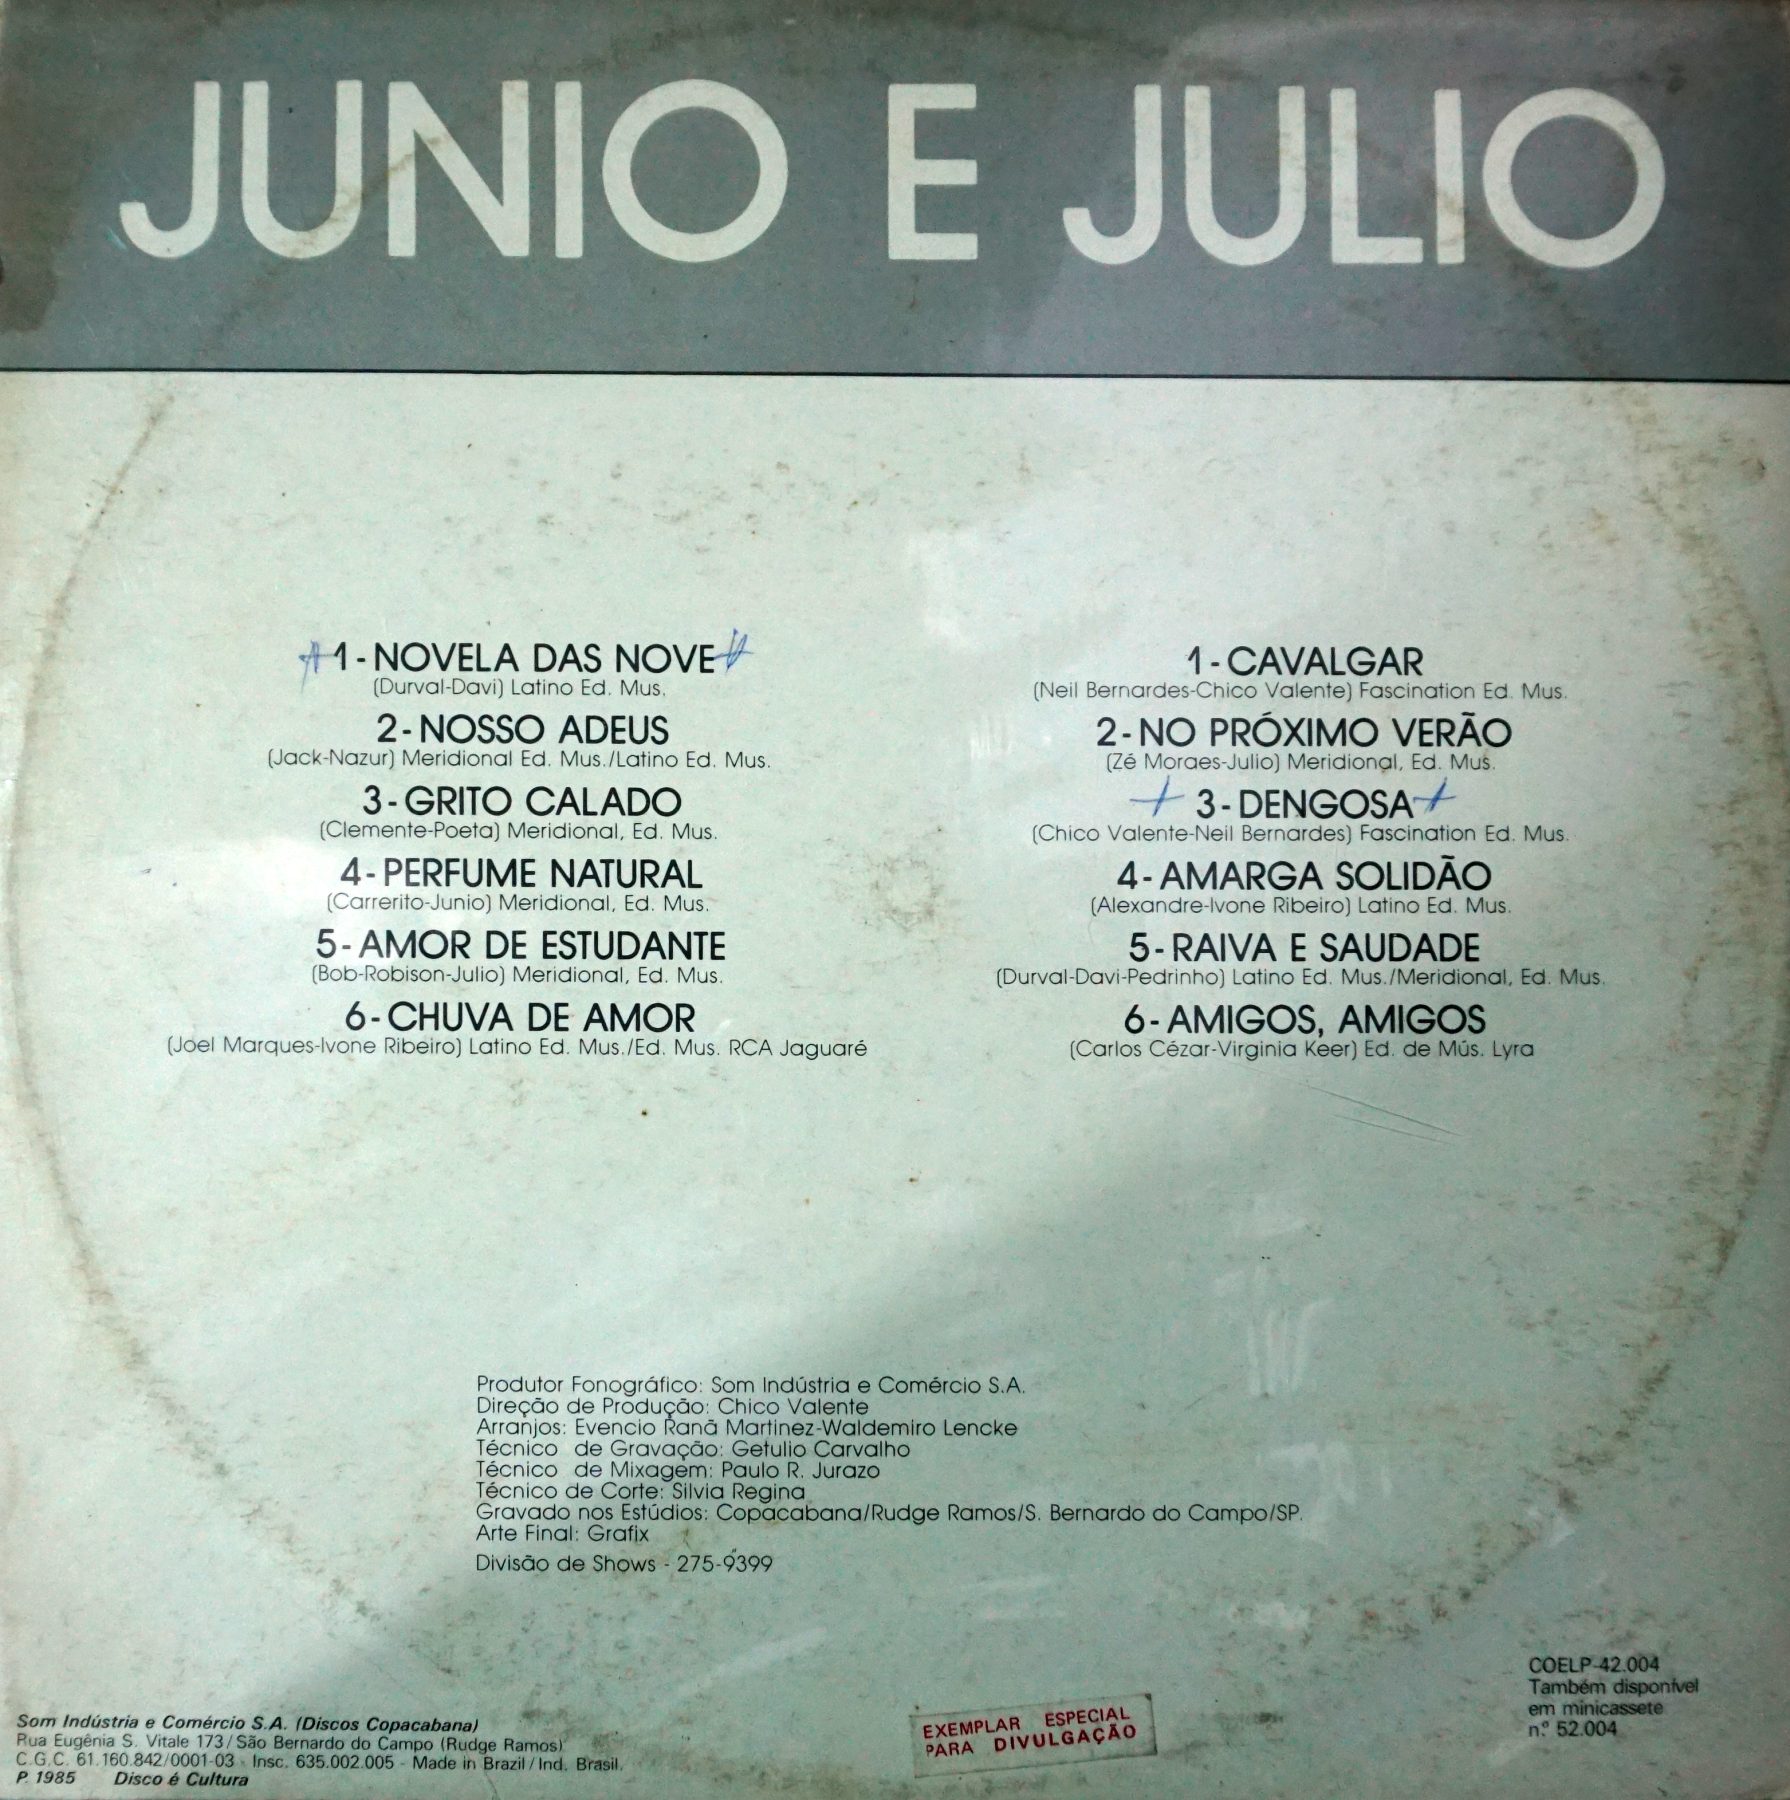 JUNIO E JULIO
1-NOVELA DAS NOVE
(Durval-Davi) Latino Ed. Mus.
2-NOSSO ADEUS
(Jack-Nazur) Meridional Ed. Mus./Latino Ed. Mus.
3-GRITO CALADO
(Clemente-Poeta) Meridional, Ed. Mus.
4-PERFUME NATURAL
(Carrerito-Junio) Meridional, Ed. Mus.
5-AMOR DE ESTUDANTE
(Bob-Robison-Julio) Meridional, Ed. Mus.
6-CHUVA DE AMOR
(Joel Marques-Ivone Ribeiro) Latino Ed. Mus./Ed. Mus. RCA Jaguaré
1-CAVALGAR
(Neil Bernardes-Chico Valente) Fascination Ed. Mus.
2-NO PRÓXIMO VERÃO
(Zé Moraes-Julio) Meridional, Ed. Mus.
3-DENGOSA
(Chico Valente-Neil Bernardes) Fascination Ed. Mus.
4-AMARGA SOLIDÃO
(Alexandre-Ivone Ribeiro) Latino Ed. Mus.
5-RAIVA E SAUDADE
(Durval-Davi-Pedrinho) Latino Ed. Mus./Meridional, Ed. Mus.
6-AMIGOS, AMIGOS
(Carlos Cézar-Virginia Keer) Ed. de Mús. Lyra
Produtor Fonográfico: Som Indústria e Comércio S.A.
Direção de Produção: Chico Valente
Arranjos: Evencio Ranã Martinez-Waldemiro Lencke
Técnico de Gravação: Getulio Carvalho
Técnico de Mixagem: Paulo R. Jurazo
Técnico de Corte: Silvia Regina
Gravado nos Estúdios: Copacabana/Rudge Ramos/S. Bernardo do Campo/SP.
Arte Final: Grafix
Divisão de Shows - 275-9399
COELP-42.004
Também disponível
em minicassete
n.º 52.004
Som Indústria e Comércio S.A. (Discos Copacabana)
Rua Eugênia S. Vitale 173/São Bernardo do Campo (Rudge Ramos)
C.G.C. 61.160.842/0001-03 - Insc. 635.002.005 - Made in Brazil/Ind. Brasil.
P 1985 Disco é Cultura
EXEMPLAR ESPECIAL
PARA DIVULGAÇÃO